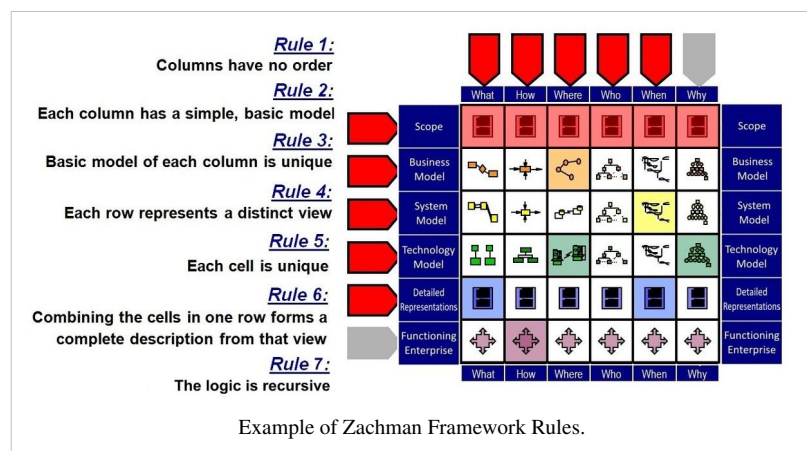 Rule 1:
Columns have no order
Rule 2:
Each column has a simple, basic model
Rule 3:
Basic model of each column is unique
Rule 4:
Each row represents a distinct view
Rule 5:
Each cell is unique
Rule 6:
Combining the cells in one row forms a
complete description from that view
Rule 7:
The logic is recursive
What How Where Who When Why
Scope Scope
Business Model Business Model
System Model System Model
Technology Model Technology Model
Detailed Representations Detailed Representations
Functioning Enterprise Functioning Enterprise
What How Where Who When Why
Example of Zachman Framework Rules.